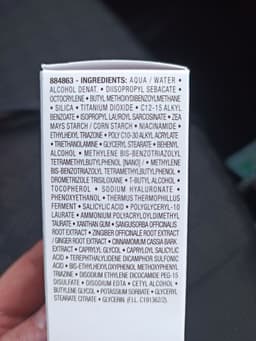 884863 - INGREDIENTS: AQUA / WATER •
ALCOHOL DENAT. • DIISOPROPYL SEBACATE •
OCTOCRYLENE • BUTYL METHOXYDIBENZOYLMETHANE
• SILICA • TITANIUM DIOXIDE • C12-15 ALKYL
BENZOATE • ISOPROPYL LAUROYL SARCOSINATE • ZEA
MAYS STARCH / CORN STARCH • NIACINAMIDE •
ETHYLHEXYL TRIAZONE • POLY C10-30 ALKYL ACRYLATE
• TRIETHANOLAMINE • GLYCERYL STEARATE • BEHENYL
ALCOHOL • METHYLENE BIS-BENZOTRIAZOLYL
TETRAMETHYLBUTYLPHENOL [NANO] / METHYLENE
BIS-BENZOTRIAZOLYL TETRAMETHYLBUTYLPHENOL •
DROMETRIZOLE TRISILOXANE • T-BUTYL ALCOHOL •
TOCOPHEROL • SODIUM HYALURONATE •
PHENOXYETHANOL • THERMUS THERMOPHILLUS
FERMENT • SALICYLIC ACID • POLYGLYCERYL-10
LAURATE • AMMONIUM POLYACRYLOYLDIMETHYL
TAURATE • XANTHAN GUM • SANGUISORBA OFFICINALIS
ROOT EXTRACT • ZINGIBER OFFICINALE ROOT EXTRACT
/ GINGER ROOT EXTRACT • CINNAMOMUM CASSIA BARK
EXTRACT • CAPRYLYL GLYCOL • CAPRYLOYL SALICYLIC
ACID • TEREPHTHALYLIDENE DICAMPHOR SULFONIC
ACID • BIS-ETHYLHEXYLOXYPHENOL METHOXYPHENYL
TRIAZINE • DISODIUM ETHYLENE DICOCAMIDE PEG-15
DISULFATE • DISODIUM EDTA • CETYL ALCOHOL •
BUTYLENE GLYCOL • POTASSIUM SORBATE • GLYCERYL
STEARATE CITRATE • GLYCERIN (F.I.L. C191362/2).